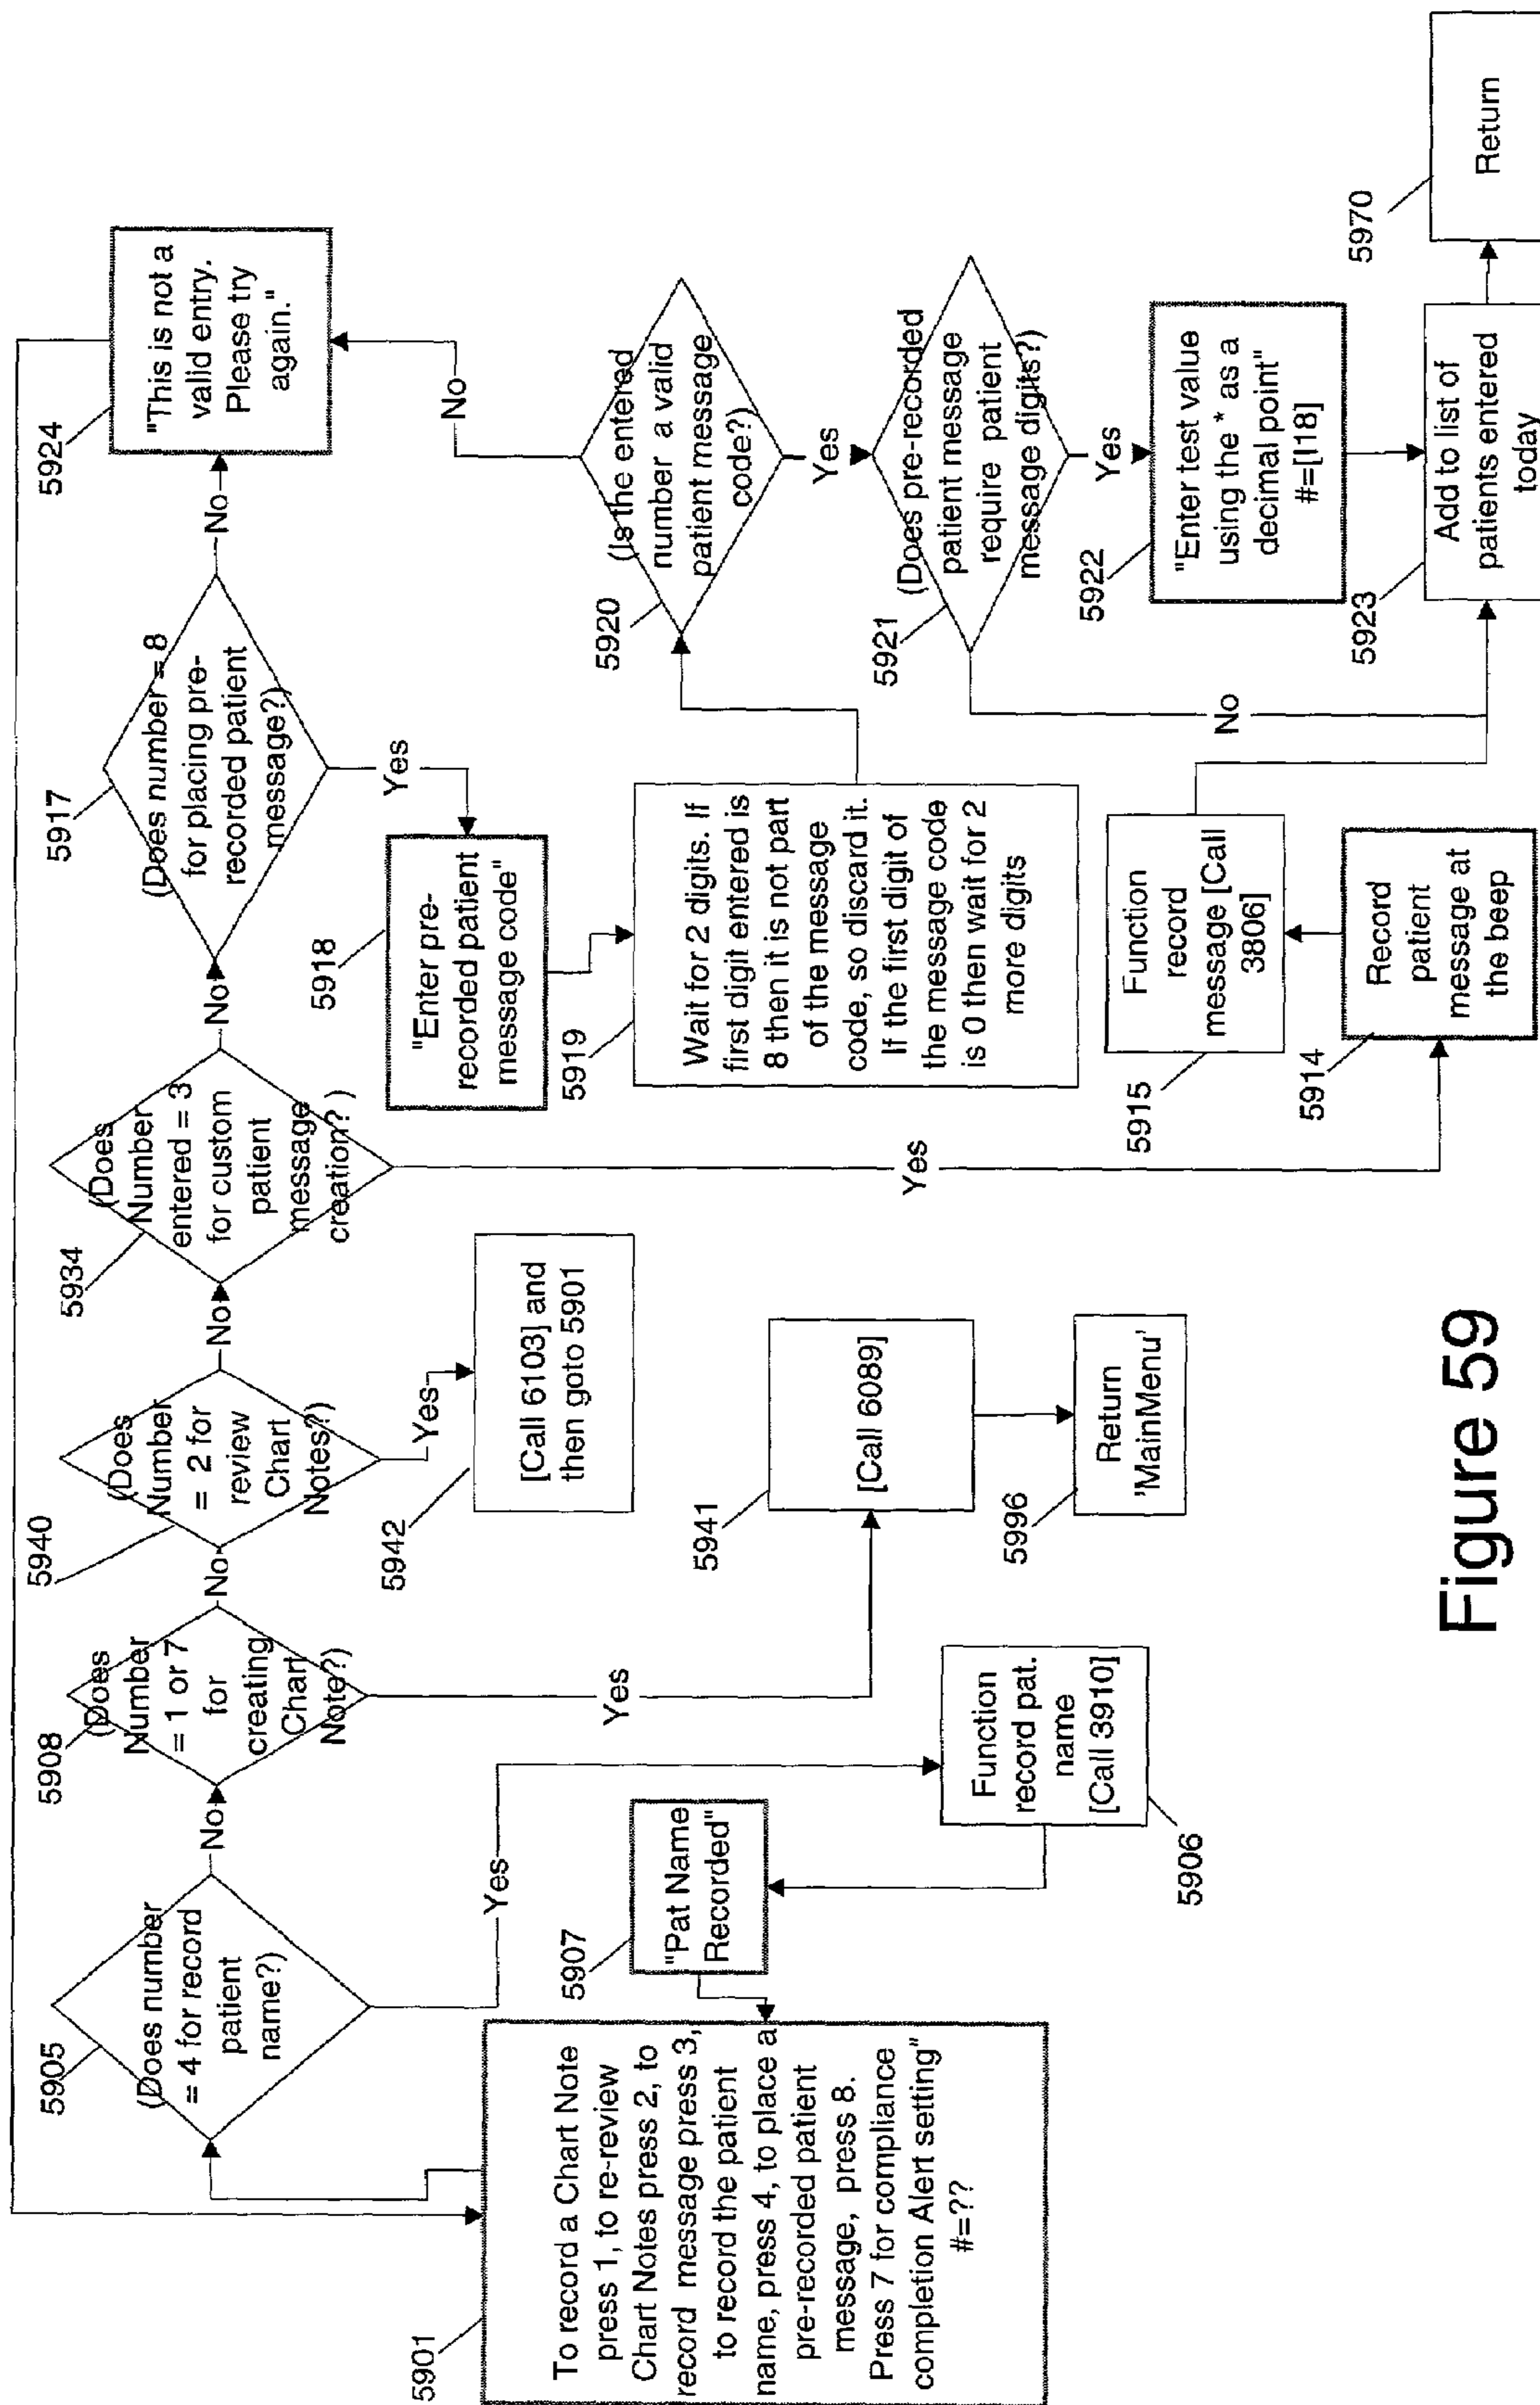 5901
To record a Chart Note
press 1, to re-review
Chart Notes press 2, to
record message press 3,
to record the patient
name, press 4, to place a
pre-recorded patient
message, press 8.
Press 7 for compliance
completion Alert setting"
#=??
5905
(Does number
= 4 for record
patient
name?)
No
Yes
5907
"Pat Name
Recorded"
Function
record pat.
name
[Call 3910]
5906
5908
(Does
Number
= 1 or 7
for
creating
Chart
Note?)
No
Yes
5941
[Call 6089]
5996
Return
'MainMenu'
5940
(Does
Number
= 2 for
review
Chart
Notes?)
No
Yes
5942
[Call 6103] and
then goto 5901
5934
(Does
Number
entered = 3
for custom
patient
message
creation? )
No
Yes
5914
Record
patient
message at
the beep
5915
Function
record
message [Call
3806]
5917
(Does number = 8
for placing pre-
recorded patient
message?)
No
Yes
5918
"Enter pre-
recorded patient
message code"
5919
Wait for 2 digits. If
first digit entered is
8 then it is not part
of the message
code, so discard it.
If the first digit of
the message code
is 0 then wait for 2
more digits
5920
(Is the entered
number a valid
patient message
code?)
No
Yes
5924
"This is not a
valid entry.
Please try
again."
5921
(Does pre-recorded
patient message
require patient
message digits?)
No
Yes
5922
"Enter test value
using the * as a
decimal point"
#=[I18]
5923
Add to list of
patients entered
today
5970
Return
Figure 59